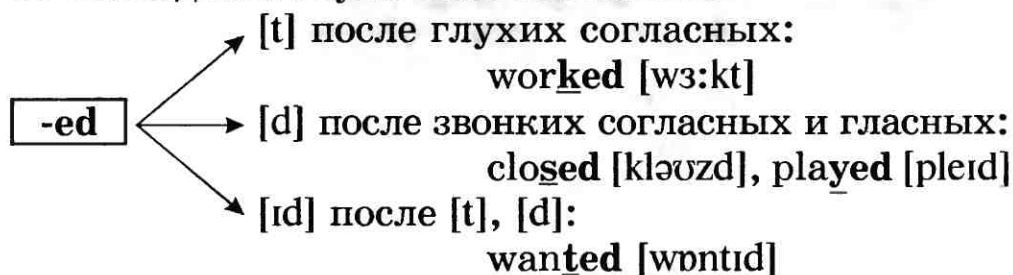 [t] после глухих согласных:
worked [wɜ:kt]
-ed
[d] после звонких согласных и гласных:
closed [kləʊzd], played [pleɪd]
[ɪd] после [t], [d]:
wanted [wɒntɪd]